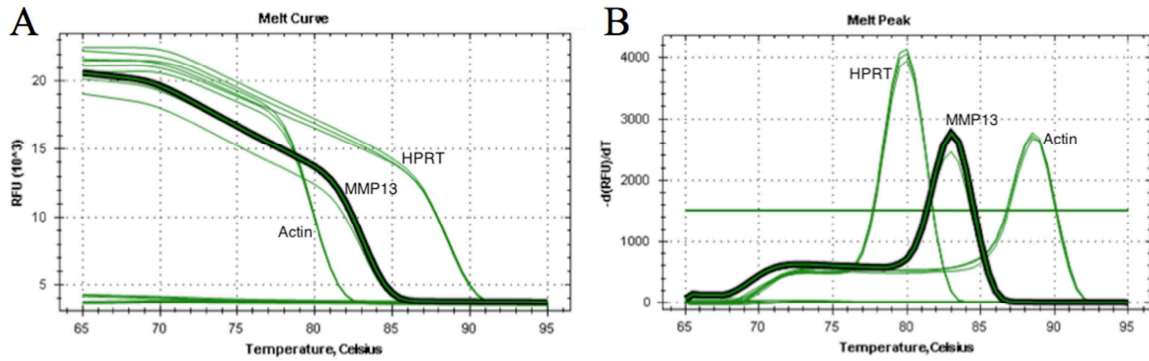 A
Melt Curve
RFU (10^3)
20
15
10
5
HPRT
MMP13
Actin
65 70 75 80 85 90 95
Temperature, Celsius
B
Melt Peak
-d(RFU)/dT
4000
3000
2000
1000
0
HPRT
MMP13
Actin
65 70 75 80 85 90 95
Temperature, Celsius